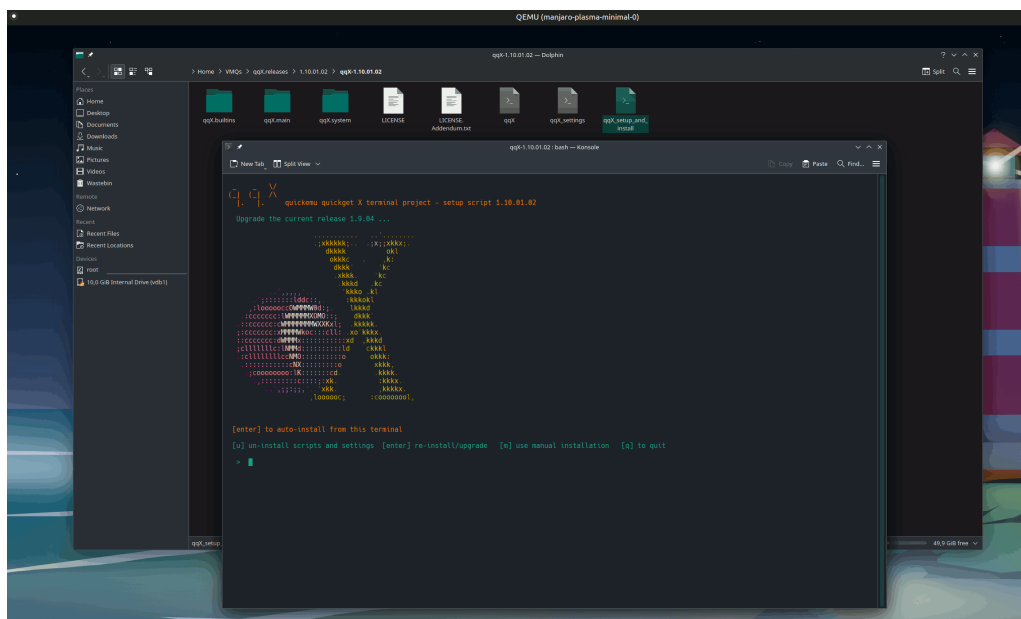 QEMU (manjaro-plasma-minimal-0)
qqX-1.10.01.02 — Dolphin
> Home > VMQs > qqX.releases > 1.10.01.02 > qqX-1.10.01.02
Split
Places
Home
Desktop
Documents
Downloads
Music
Pictures
Videos
Wastebin
Remote
Network
Recent
Recent Files
Recent Locations
Devices
root
10,0 GiB Internal Drive (vdb1)
qqX.builtins
qqX.main
qqX.system
LICENSE
LICENSE.
Addendum.txt
qqX
qqX_settings
qqX_setup_and_
install
qqX-1.10.01.02 : bash — Konsole
New Tab
Split View
Copy
Paste
Find...
quickemu quickget X terminal project - setup script 1.10.01.02
Upgrade the current release 1.9.04 ...
[enter] to auto-install from this terminal
[u] un-install scripts and settings [enter] re-install/upgrade [m] use manual installation [q] to quit
>
qqX_setup
49,9 GiB free